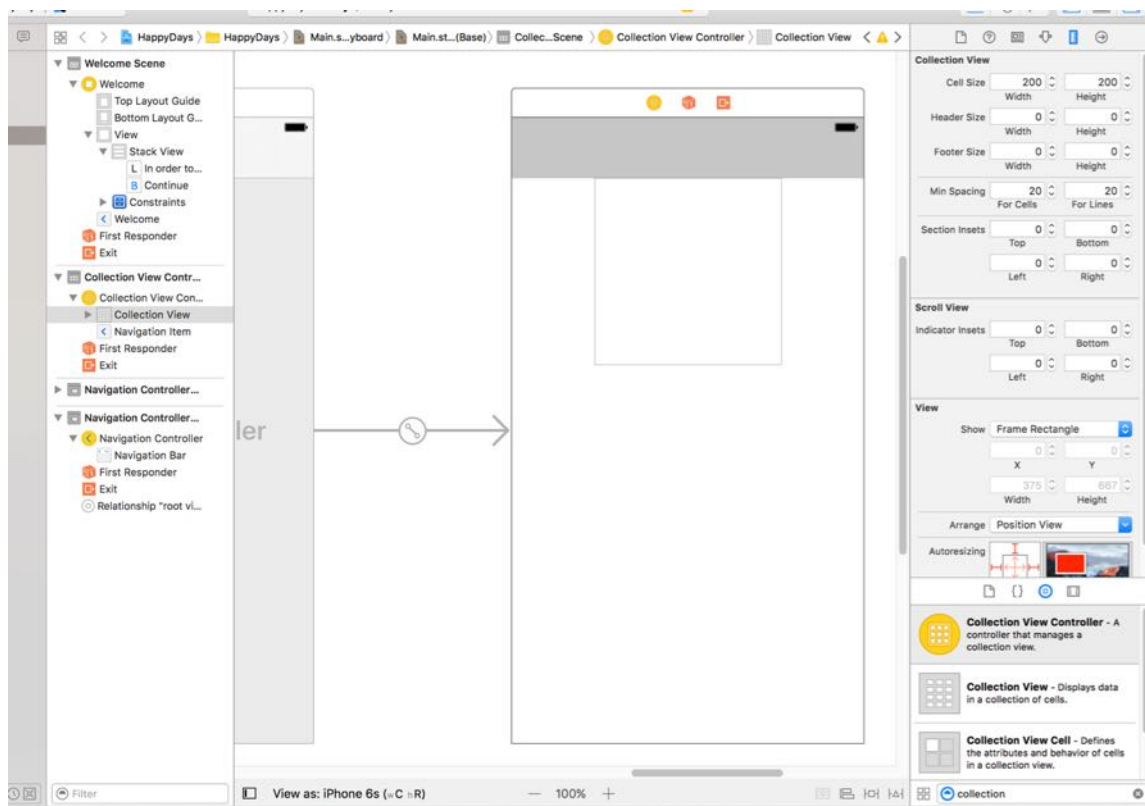 HappyDays 〉 HappyDays 〉 Main.s...yboard 〉 Main.st...(Base) 〉 Collec...Scene 〉 Collection View Controller 〉 Collection View
Welcome Scene
Welcome
Top Layout Guide
Bottom Layout G...
View
Stack View
L In order to...
B Continue
Constraints
Welcome
First Responder
Exit
Collection View Contr...
Collection View Con...
Collection View
Navigation Item
First Responder
Exit
Navigation Controller...
Navigation Controller...
Navigation Controller
Navigation Bar
First Responder
Exit
Relationship "root vi...
Filter
ler
View as: iPhone 6s (wC hR)
— 100% +
Collection View
Cell Size 200 200
Width Height
Header Size 0 0
Width Height
Footer Size 0 0
Width Height
Min Spacing 20 20
For Cells For Lines
Section Insets 0 0
Top Bottom
0 0
Left Right
Scroll View
Indicator Insets 0 0
Top Bottom
0 0
Left Right
View
Show Frame Rectangle
0 0
X Y
375 667
Width Height
Arrange Position View
Autoresizing
Collection View Controller - A
controller that manages a
collection view.
Collection View - Displays data
in a collection of cells.
Collection View Cell - Defines
the attributes and behavior of cells
in a collection view.
collection